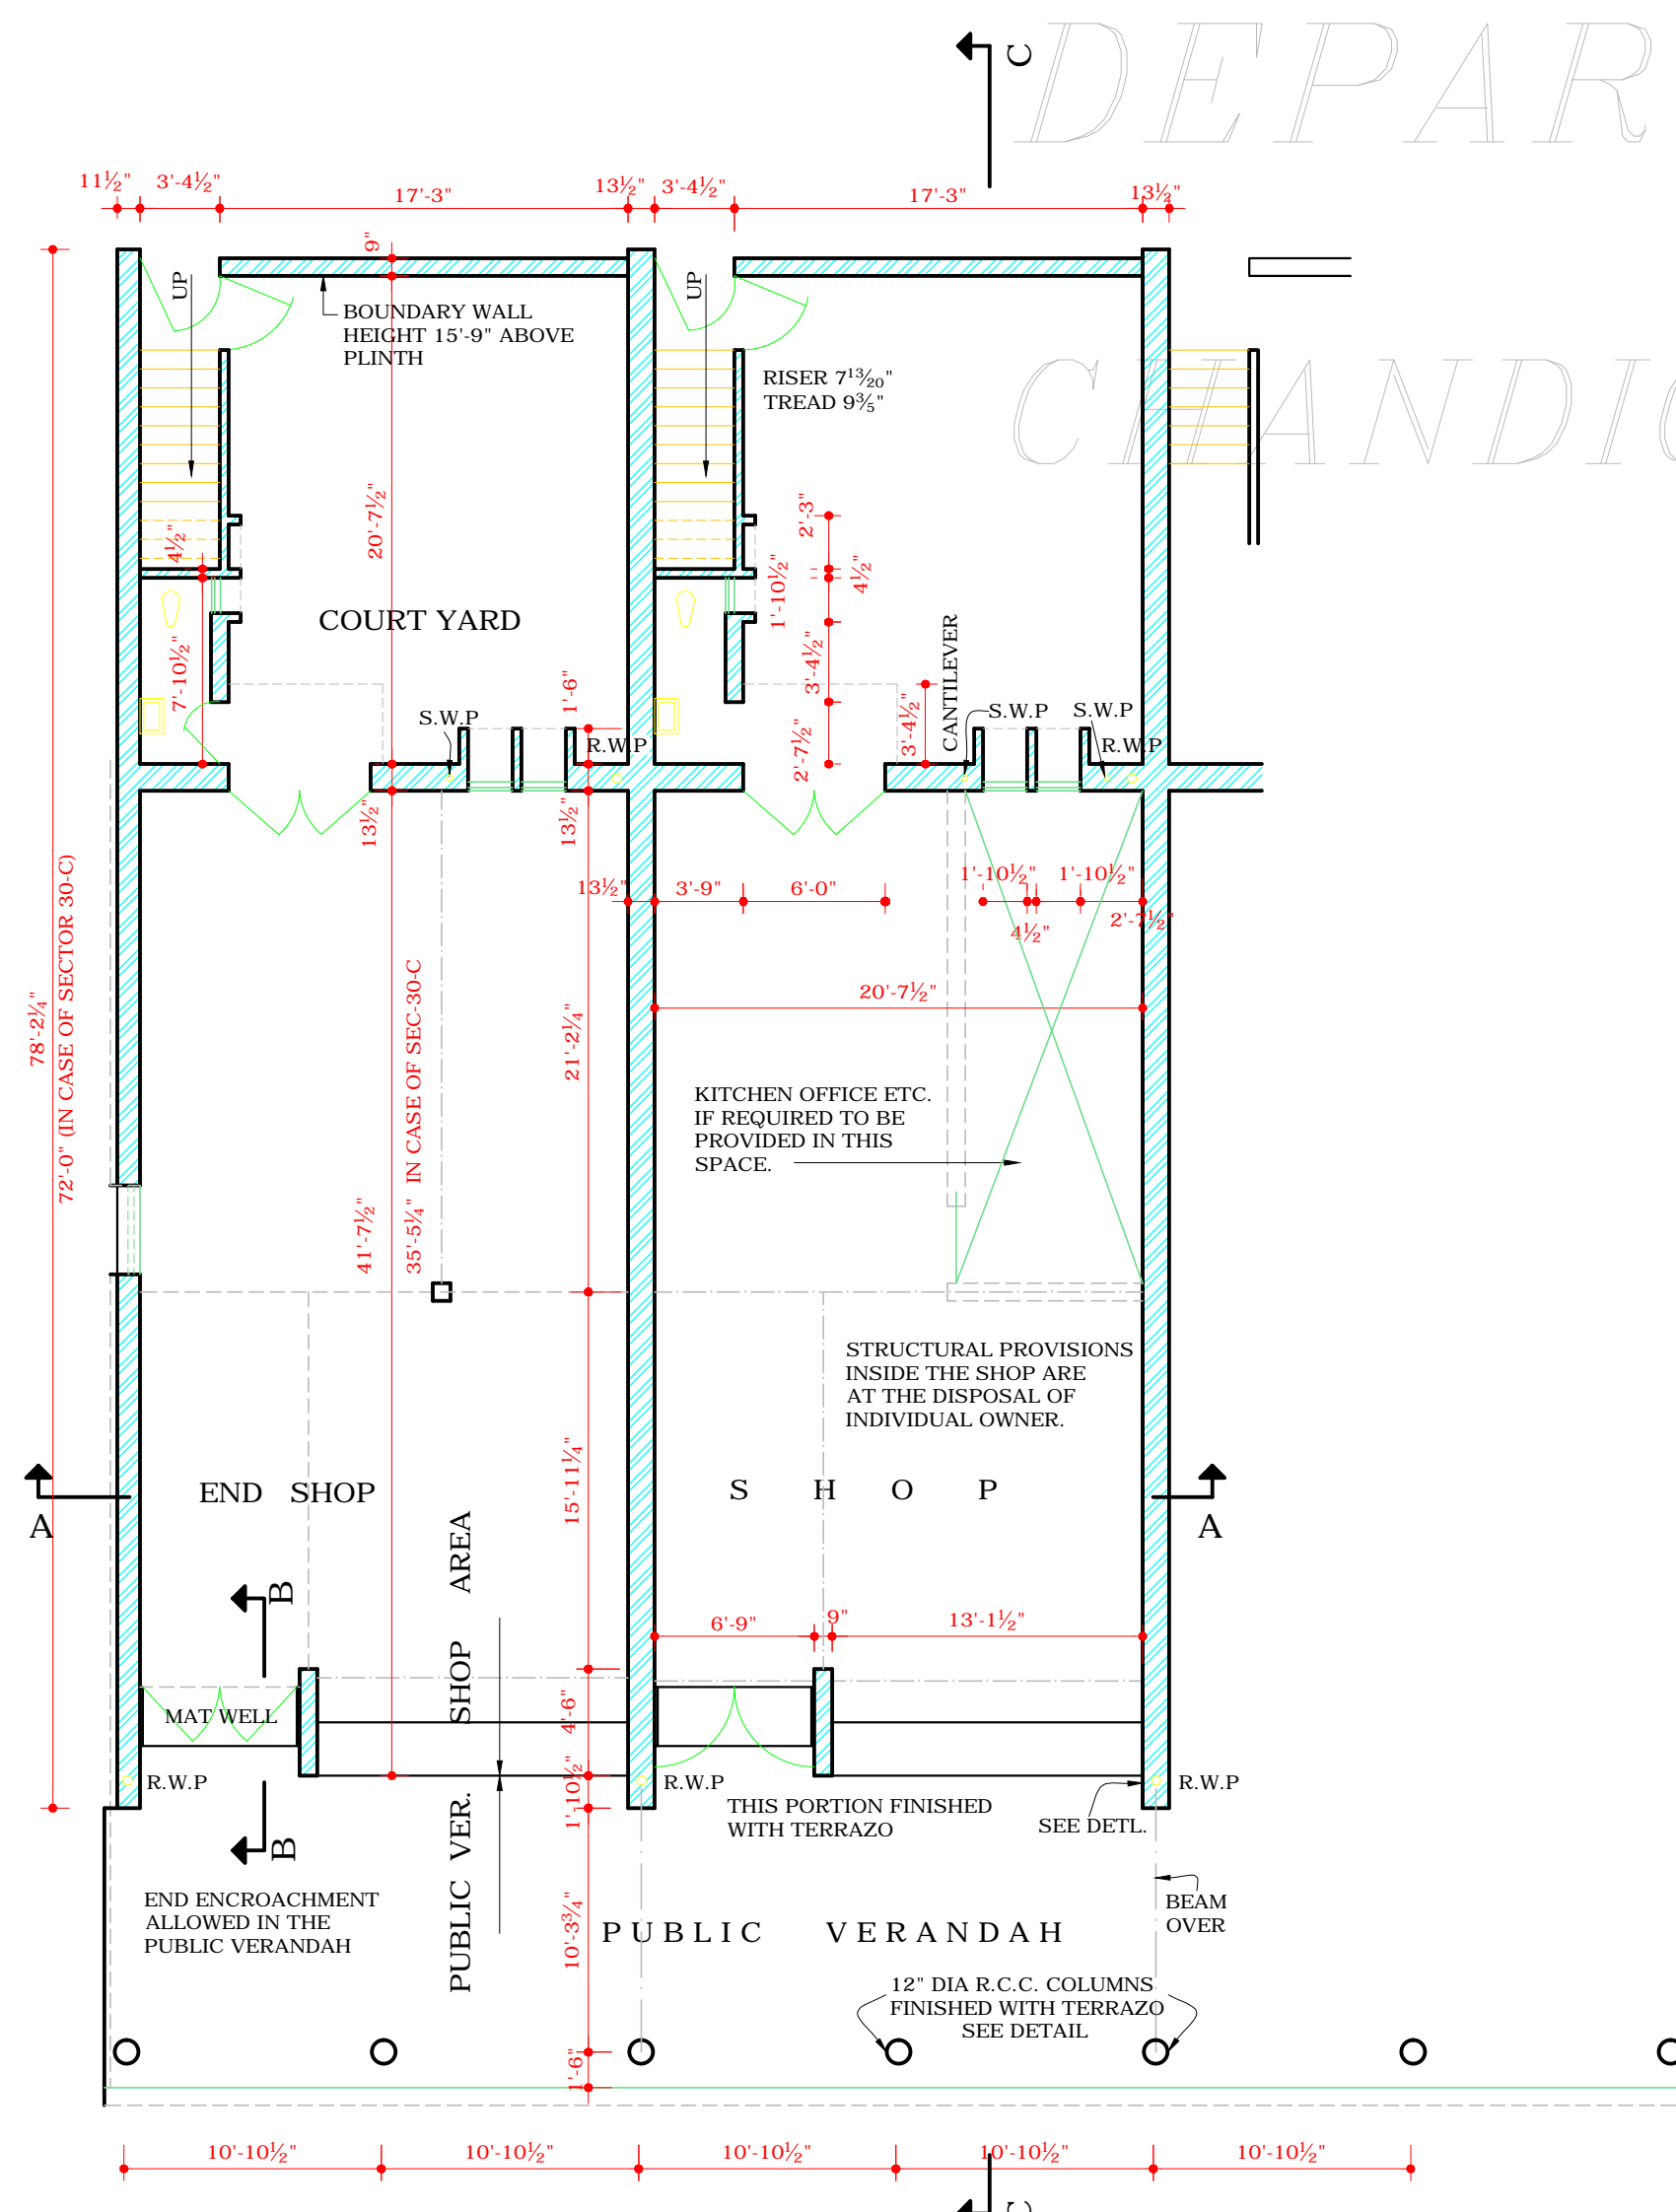 DEPAR
C
11½" 3'-4½" 17'-3" 13½" 3'-4½" 17'-3" 13½"
9"
UP
UP
BOUNDARY WALL
HEIGHT 15'-9" ABOVE
PLINTH
CHANDIG
RISER 7 13/20"
TREAD 9⅗"
20'-7½"
4½"
2'-3"
1'-10½"
4½"
COURT YARD
7'-10½"
3'-4½"
CANTILEVER
1'-6"
S.W.P
R.W.P
2'-7½"
3'-4½"
S.W.P
S.W.P
R.W.P
13½"
13½"
13½" 3'-9" 6'-0" 1'-10½" 1'-10½"
4½"
2'-7½"
78'-2¼"
72'-0" (IN CASE OF SECTOR 30-C)
20'-7½"
21'-2¼"
41'-7½"
35'-5¼" IN CASE OF SEC-30-C
KITCHEN OFFICE ETC.
IF REQUIRED TO BE
PROVIDED IN THIS
SPACE.
STRUCTURAL PROVISIONS
INSIDE THE SHOP ARE
AT THE DISPOSAL OF
INDIVIDUAL OWNER.
END SHOP
15'-11¼"
S H O P
A
A
B
SHOP AREA
6'-9" 9" 13'-1½"
MAT WELL
4'-6"
R.W.P
1'-10½"
R.W.P
R.W.P
THIS PORTION FINISHED
WITH TERRAZO
SEE DETL.
B
PUBLIC VER.
END ENCROACHMENT
ALLOWED IN THE
PUBLIC VERANDAH
10'-3¾"
PUBLIC VERANDAH
BEAM
OVER
12" DIA R.C.C. COLUMNS
FINISHED WITH TERRAZO
SEE DETAIL
1'-6"
10'-10½" 10'-10½" 10'-10½" 10'-10½" 10'-10½"
C